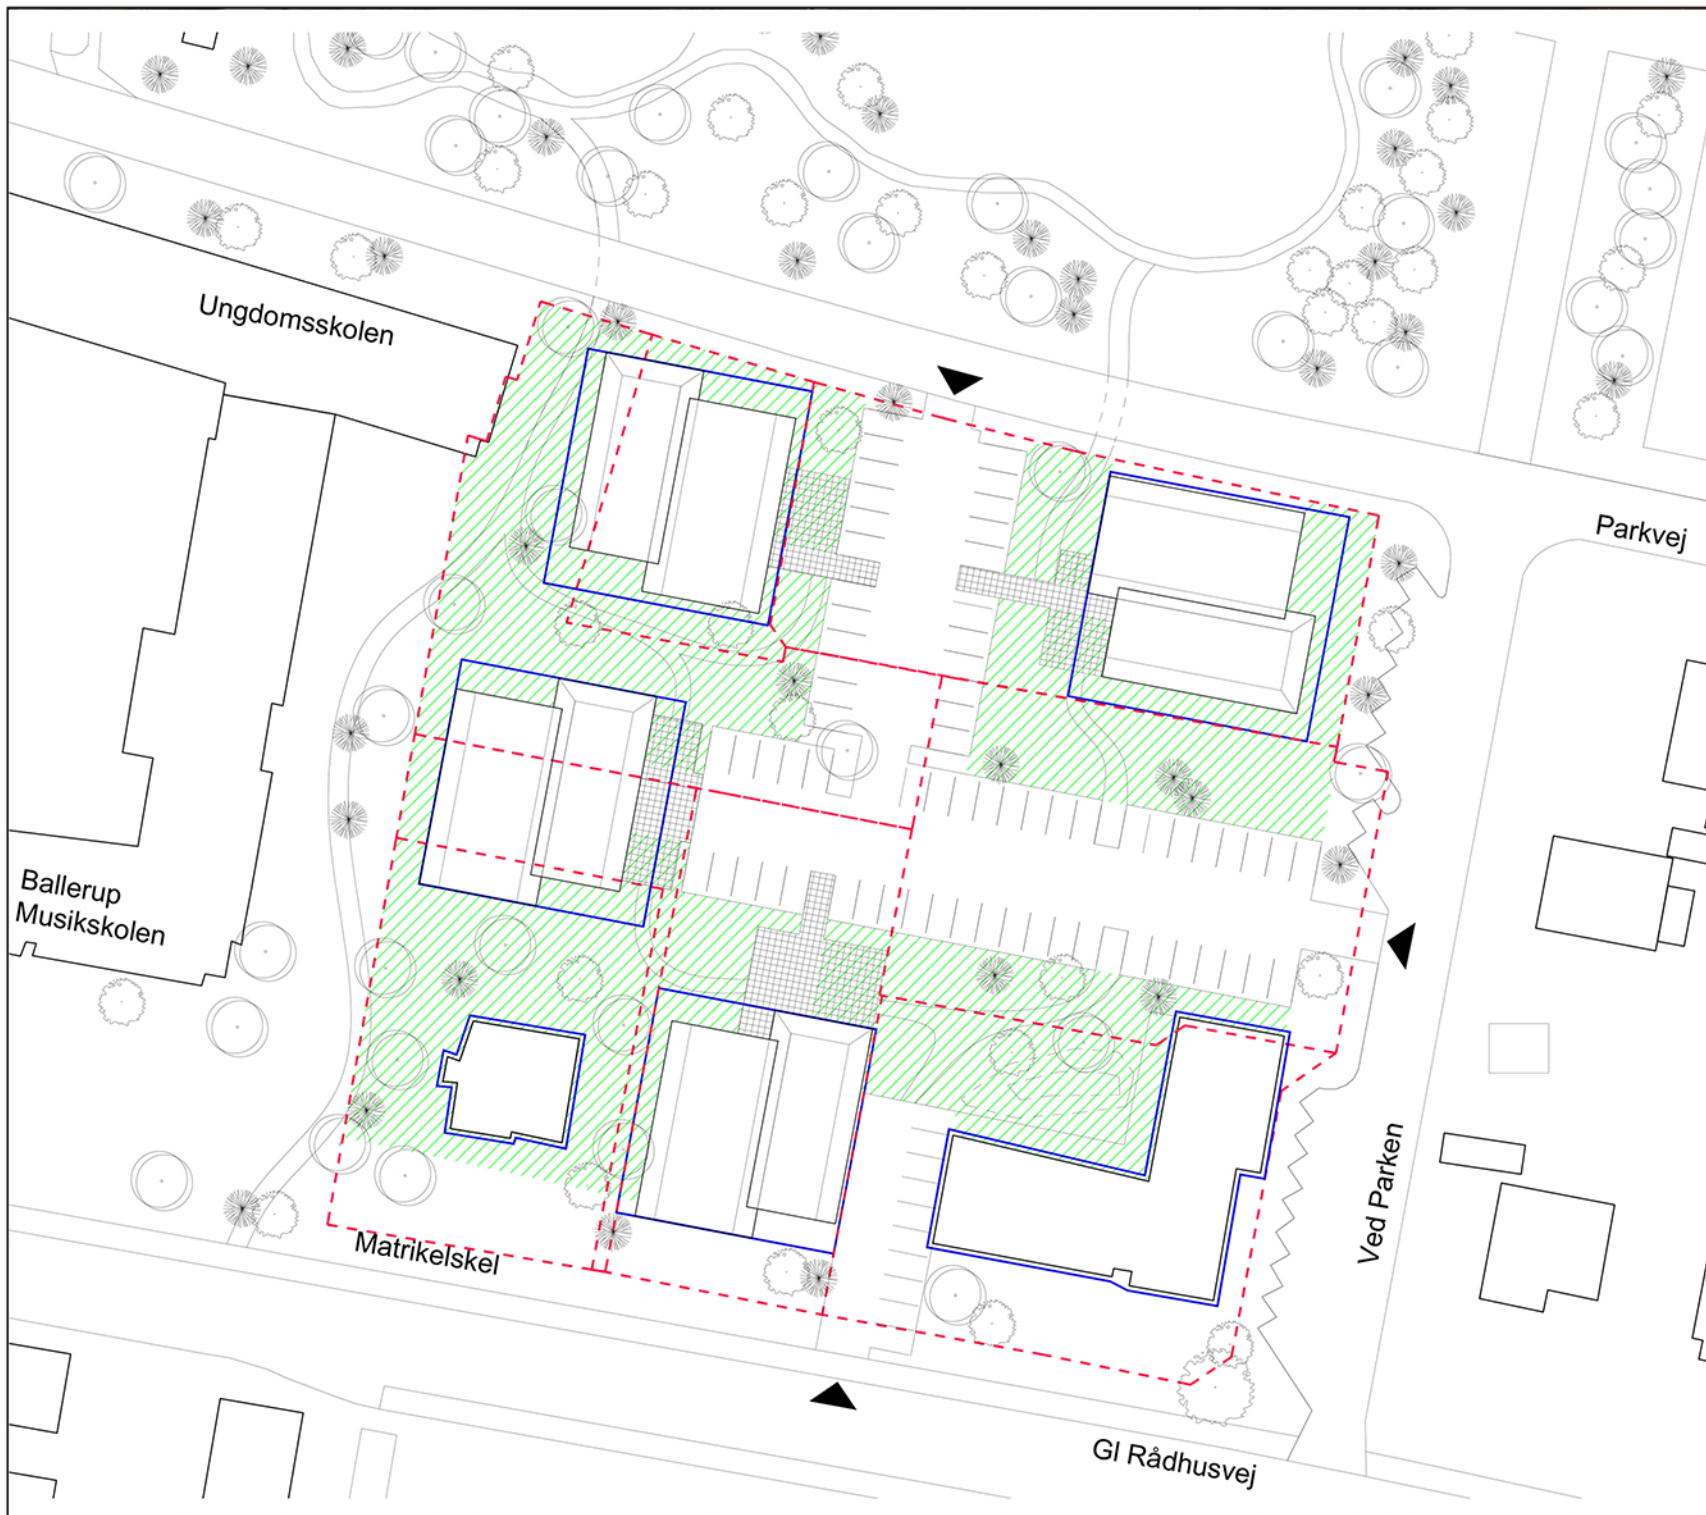 Ungdomsskolen
Parkvej
Ballerup
Musikskolen
Ved Parken
Matrikelskel
Gl Rådhusvej